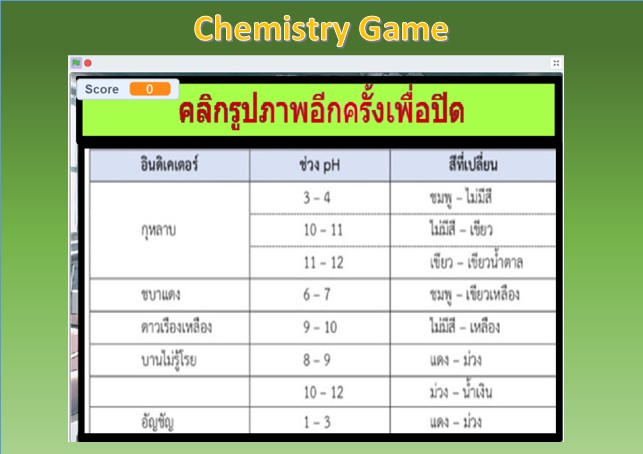 Chemistry Game
Score 0
คลิกรูปภาพอีกครั้งเพื่อปิด
อินดิเคเตอร์ ช่วง pH สีที่เปลี่ยน
กุหลาบ 3 – 4 ชมพู – ไม่มีสี
10 – 11 ไม่มีสี – เขียว
11 – 12 เขียว – เขียวน้ำตาล
ชบาแดง 6 – 7 ชมพู – เขียวเหลือง
ดาวเรืองเหลือง 9 – 10 ไม่มีสี – เหลือง
บานไม่รู้โรย 8 – 9 แดง – ม่วง
10 – 12 ม่วง – น้ำเงิน
อัญชัญ 1 – 3 แดง – ม่วง